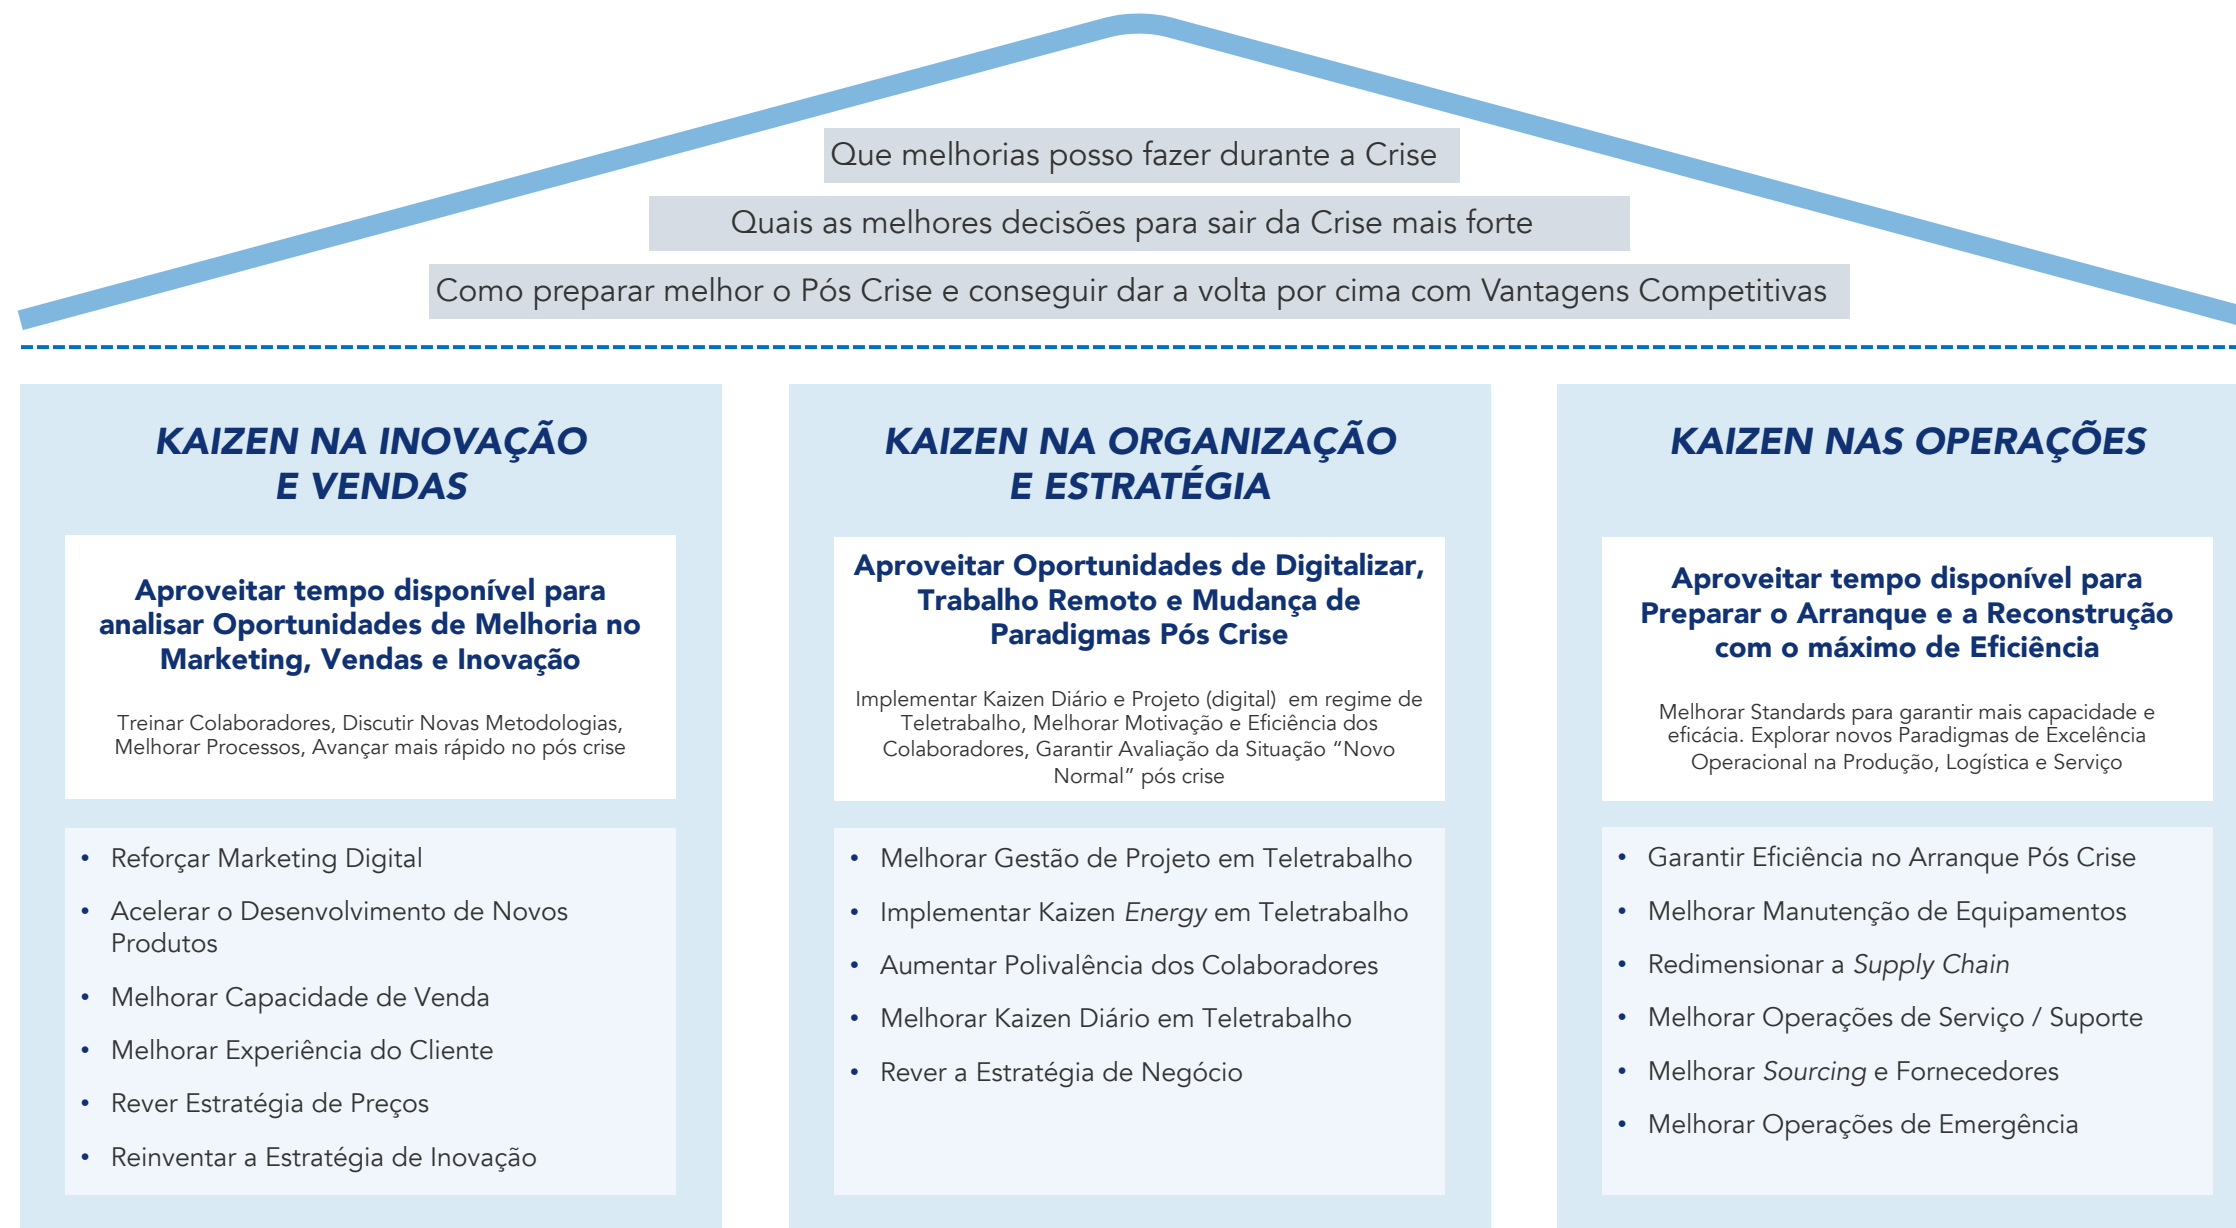 Que melhorias posso fazer durante a Crise
Quais as melhores decisões para sair da Crise mais forte
Como preparar melhor o Pós Crise e conseguir dar a volta por cima com Vantagens Competitivas
KAIZEN NA INOVAÇÃO
E VENDAS
Aproveitar tempo disponível para
analisar Oportunidades de Melhoria no
Marketing, Vendas e Inovação
Treinar Colaboradores, Discutir Novas Metodologias,
Melhorar Processos, Avançar mais rápido no pós crise
• Reforçar Marketing Digital
• Acelerar o Desenvolvimento de Novos
Produtos
• Melhorar Capacidade de Venda
• Melhorar Experiência do Cliente
• Rever Estratégia de Preços
• Reinventar a Estratégia de Inovação
KAIZEN NA ORGANIZAÇÃO
E ESTRATÉGIA
Aproveitar Oportunidades de Digitalizar,
Trabalho Remoto e Mudança de
Paradigmas Pós Crise
Implementar Kaizen Diário e Projeto (digital)  em regime de
Teletrabalho, Melhorar Motivação e Eficiência dos
Colaboradores, Garantir Avaliação da Situação “Novo
Normal” pós crise
• Melhorar Gestão de Projeto em Teletrabalho
• Implementar Kaizen Energy em Teletrabalho
• Aumentar Polivalência dos Colaboradores
• Melhorar Kaizen Diário em Teletrabalho
• Rever a Estratégia de Negócio
KAIZEN NAS OPERAÇÕES
Aproveitar tempo disponível para
Preparar o Arranque e a Reconstrução
com o máximo de Eficiência
Melhorar Standards para garantir mais capacidade e
eficácia. Explorar novos Paradigmas de Excelência
Operacional na Produção, Logística e Serviço
• Garantir Eficiência no Arranque Pós Crise
• Melhorar Manutenção de Equipamentos
• Redimensionar a Supply Chain
• Melhorar Operações de Serviço / Suporte
• Melhorar Sourcing e Fornecedores
• Melhorar Operações de Emergência